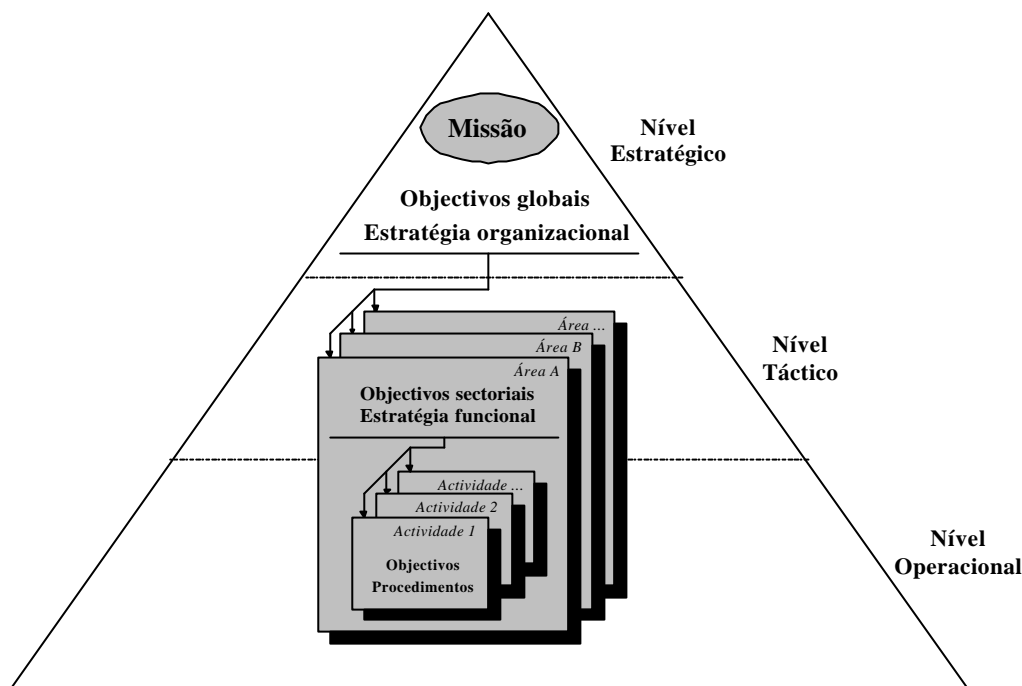 Missão
Nível
Estratégico
Objectivos globais
Estratégia organizacional
Área ...
Área B
Área A
Nível
Táctico
Objectivos sectoriais
Estratégia funcional
Actividade ...
Actividade 2
Actividade 1
Objectivos
Procedimentos
Nível
Operacional